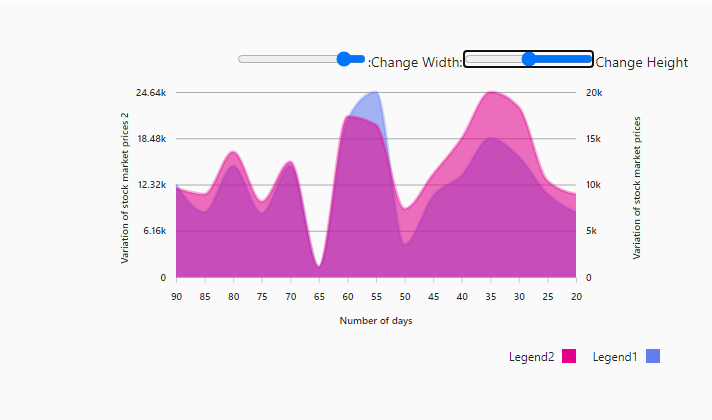 :Change Width: Change Height
24.64k 20k
18.48k 15k
12.32k 10k
6.16k 5k
0 0
Variation of stock market prices 2
Variation of stock market prices
90 85 80 75 70 65 60 55 50 45 40 35 30 25 20
Number of days
Legend2 Legend1